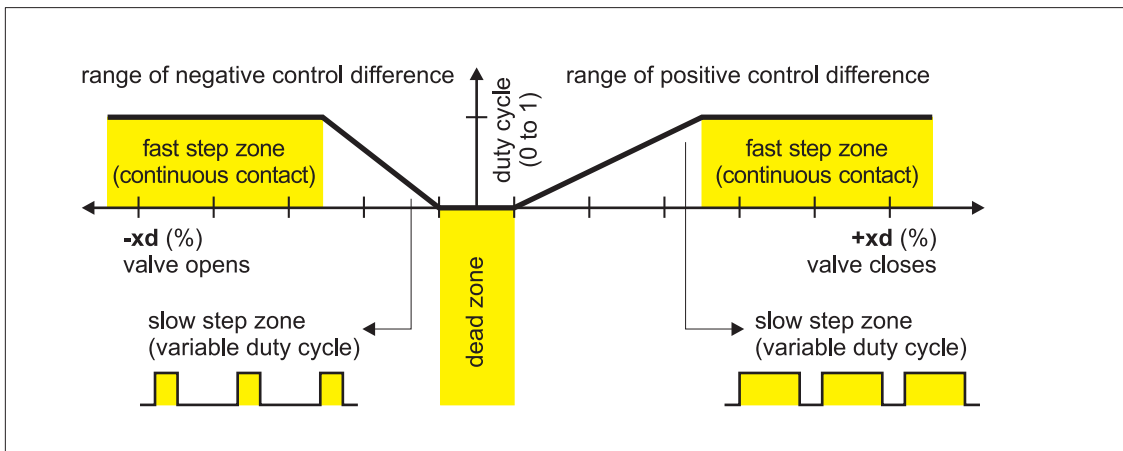 range of negative control difference
range of positive control difference
duty cycle
(0 to 1)
fast step zone
(continuous contact)
fast step zone
(continuous contact)
-xd (%)
valve opens
+xd (%)
valve closes
dead zone
slow step zone
(variable duty cycle)
slow step zone
(variable duty cycle)